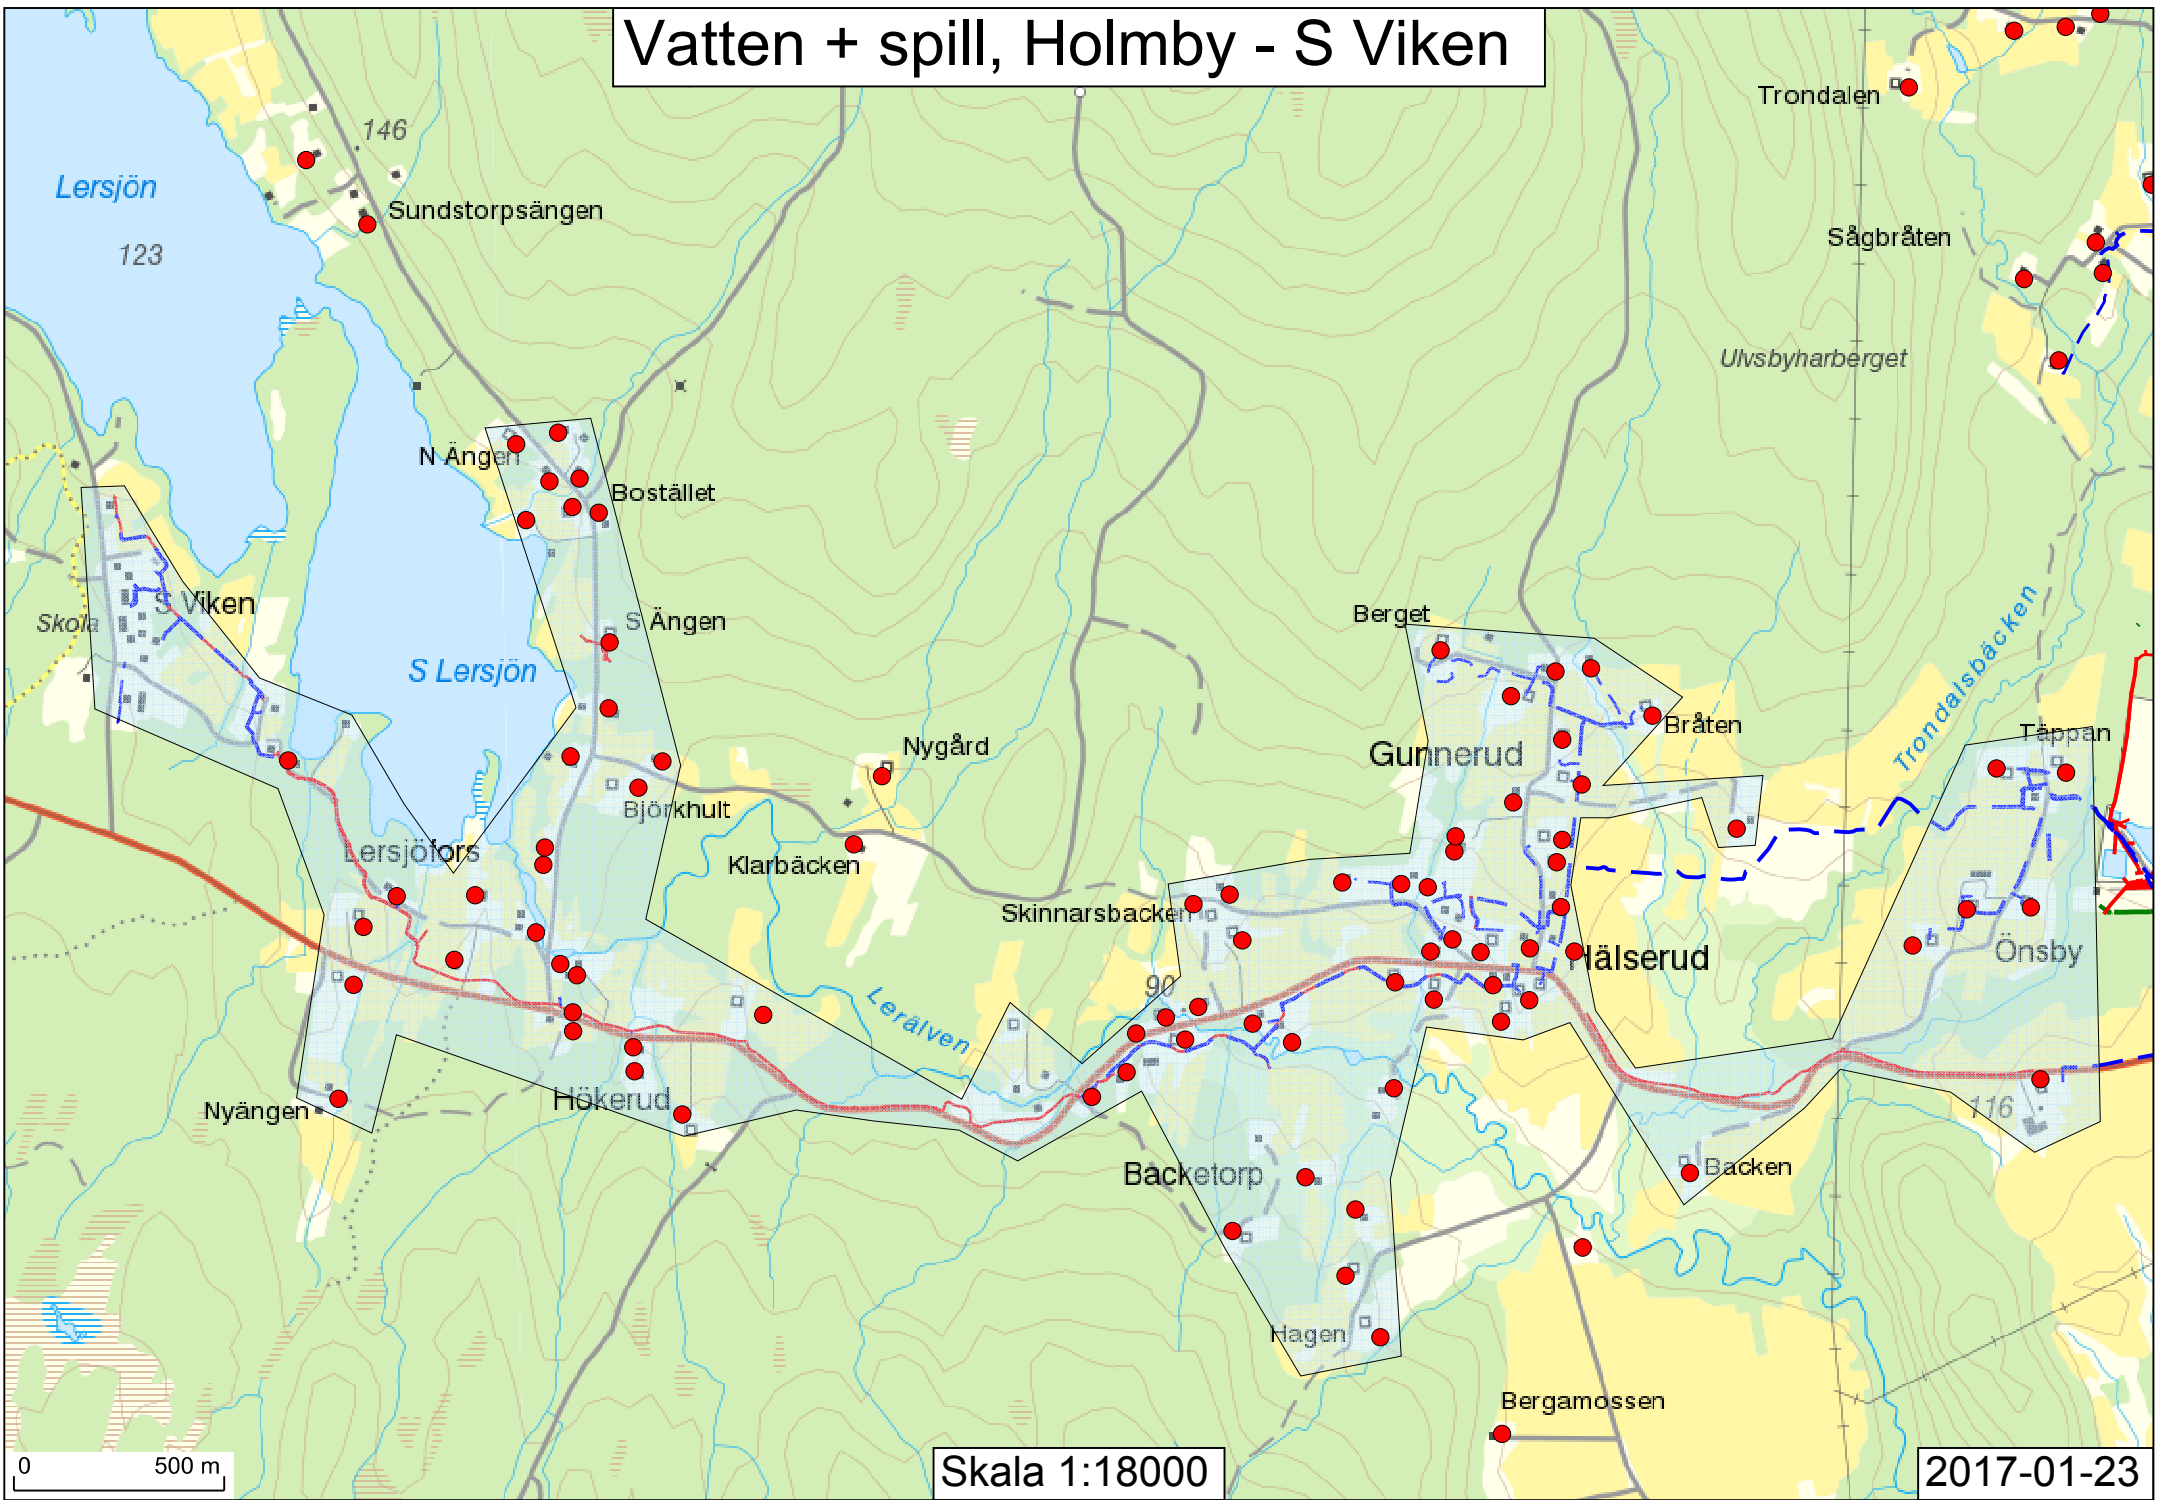 Vatten + spill, Holmby - S Viken
Trondalen
146
Lersjön
Sundstorpsängen
Sågbråten
123
Ulvsbyharberget
N Ängen
Bostället
S Viken
Skola
S Ängen
Berget
S Lersjön
Trondalsbäcken
Bråten
Täppan
Nygård
Gunnerud
Björkhult
Lersjöfors
Klarbäcken
Skinnarsbacken
Hälserud
Önsby
90
Lerälven
Hökerud
Nyängen
116
Backetorp
Backen
Hagen
Bergamossen
0 500 m
Skala 1:18000
2017-01-23